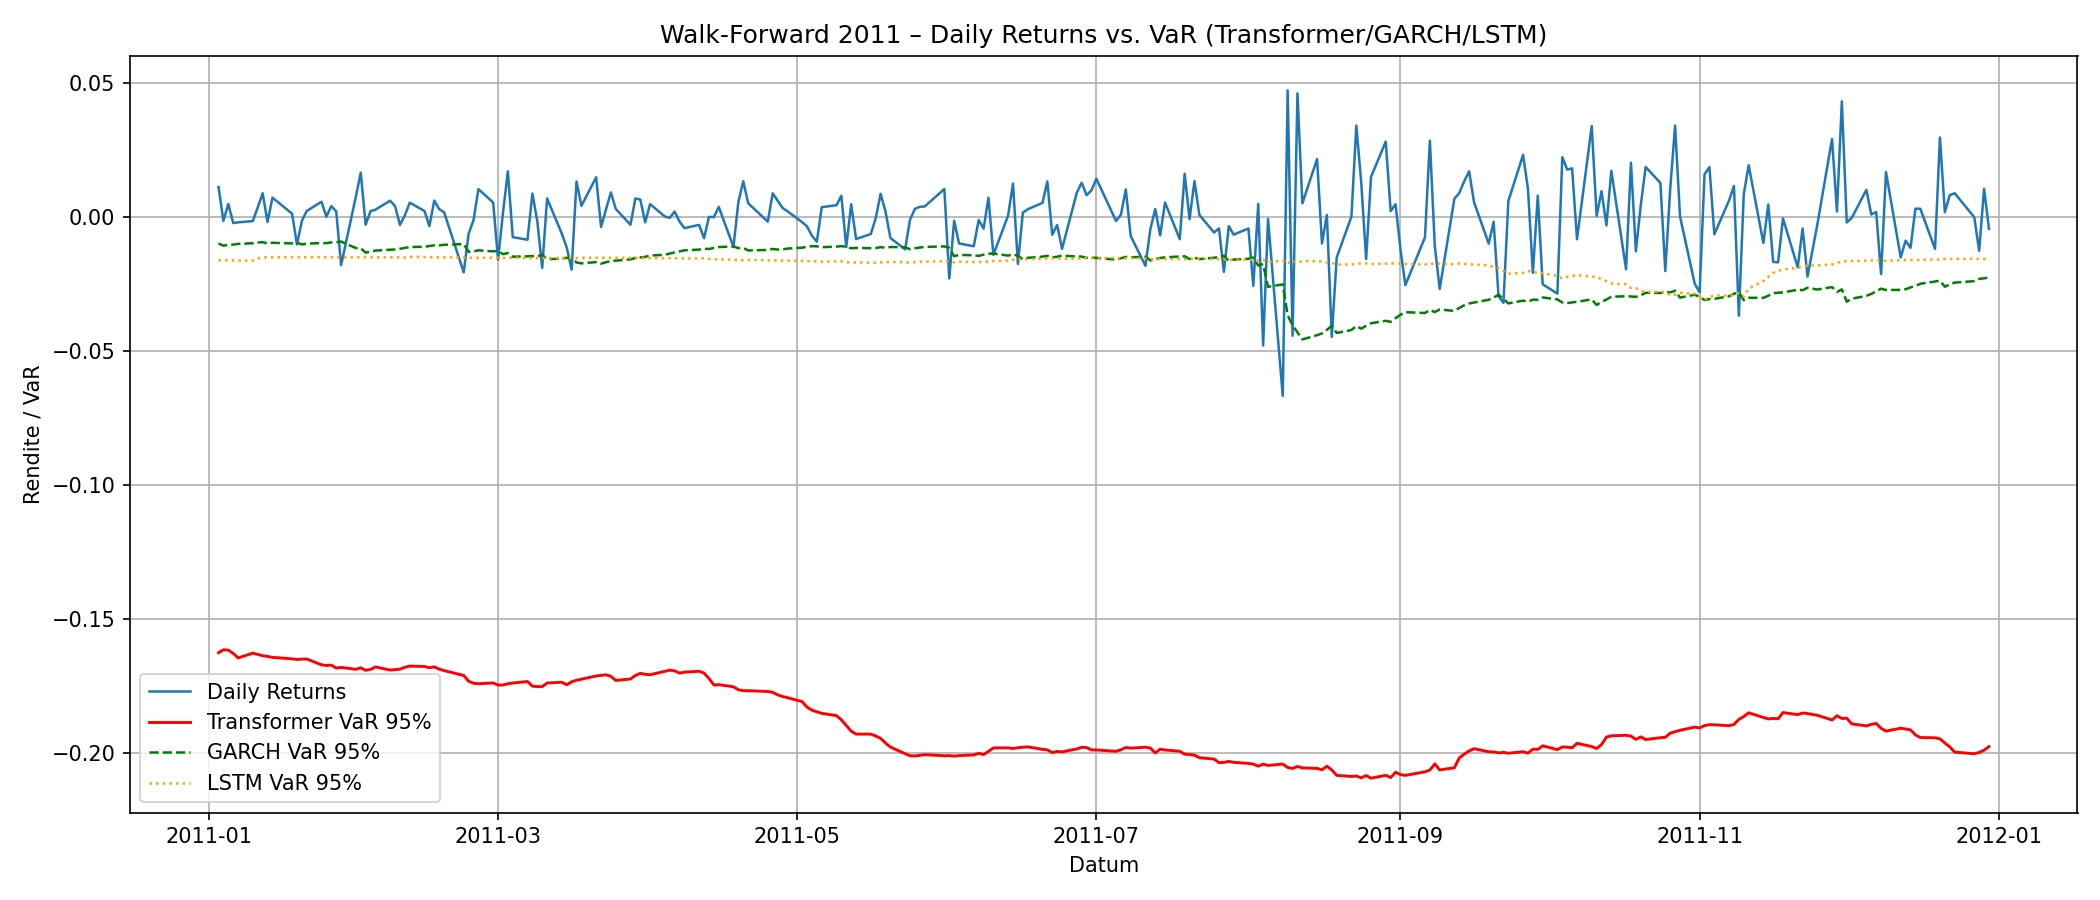 Walk-Forward 2011 – Daily Returns vs. VaR (Transformer/GARCH/LSTM)
0.05
0.00
−0.05
−0.10
−0.15
−0.20
Rendite / VaR
Daily Returns
Transformer VaR 95%
GARCH VaR 95%
LSTM VaR 95%
2011-01 2011-03 2011-05 2011-07 2011-09 2011-11 2012-01
Datum